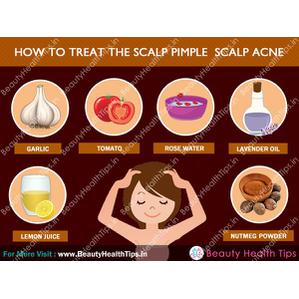 HOW TO TREAT THE SCALP PIMPLE SCALP ACNE
GARLIC
TOMATO
ROSE WATER
LAVENDER OIL
LEMON JUICE
NUTMEG POWDER
For More Visit : www.BeautyHealthTips.in
Beauty Health Tips